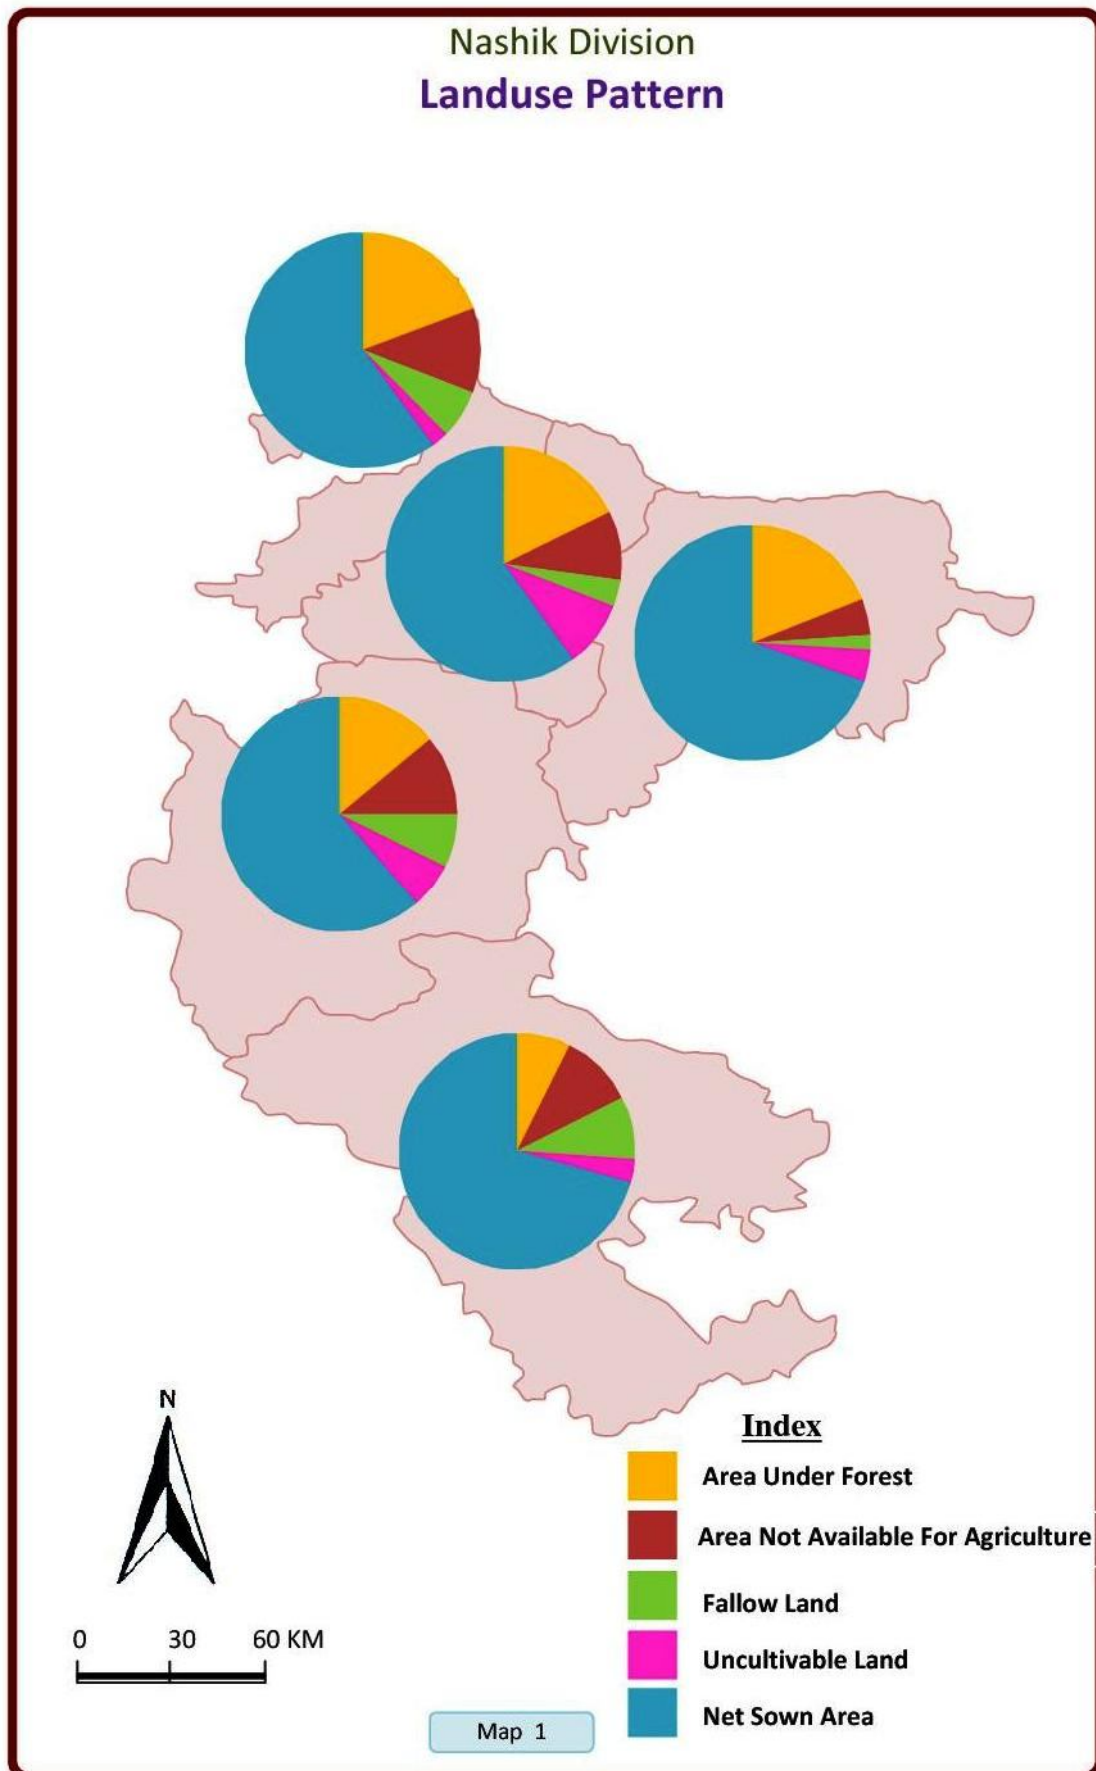 Nashik Division
Landuse Pattern
N
0 30 60 KM
Index
Area Under Forest
Area Not Available For Agriculture
Fallow Land
Uncultivable Land
Net Sown Area
Map 1